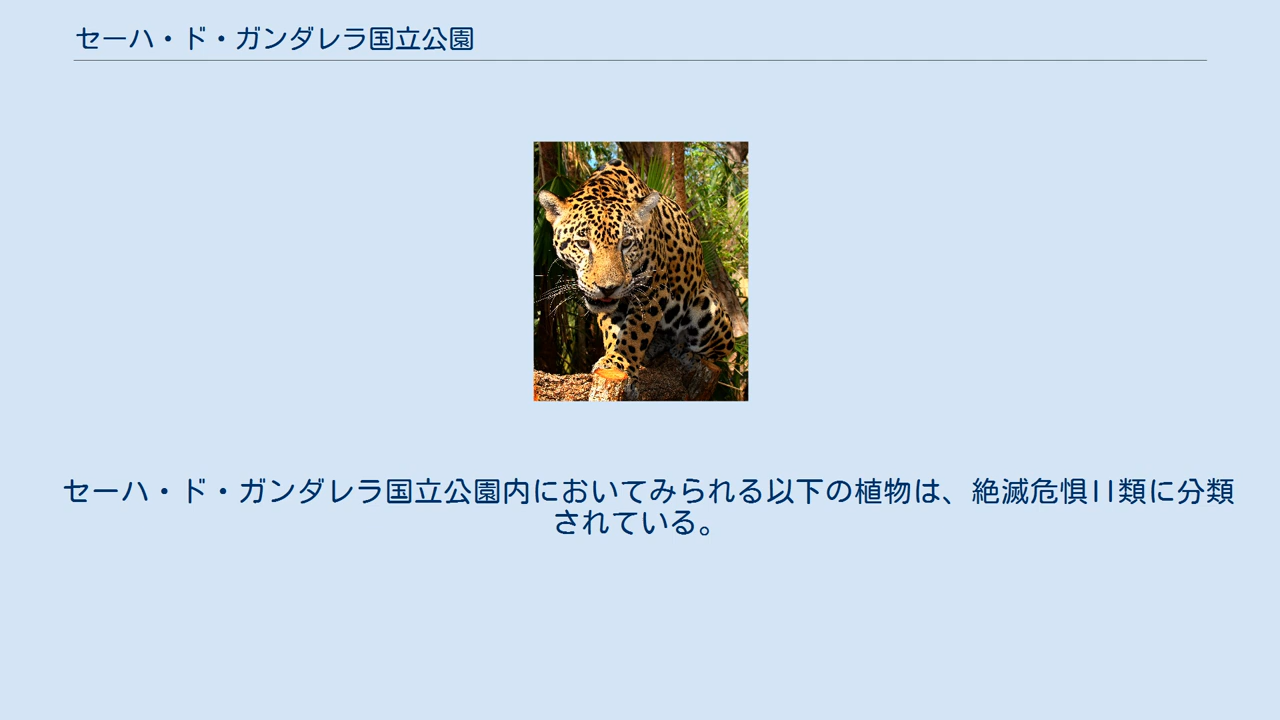 セーハ・ド・ガンダレラ国立公園
セーハ・ド・ガンダレラ国立公園内においてみられる以下の植物は、絶滅危惧II類に分類
されている。